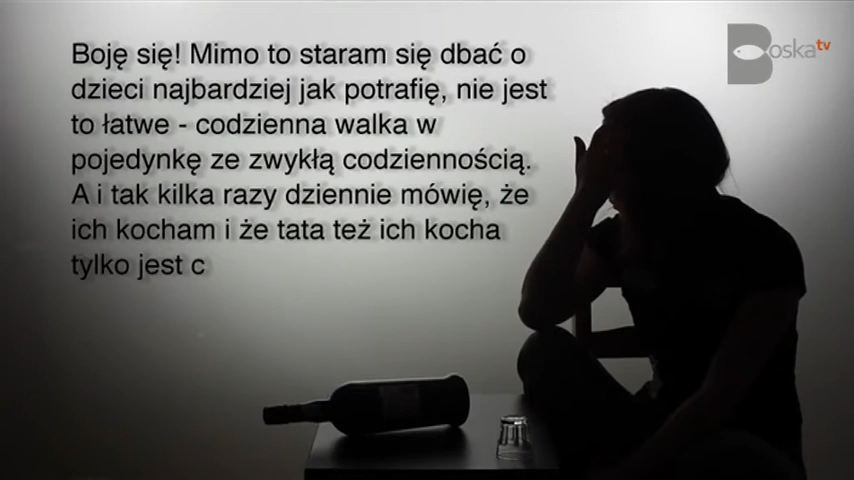 Boję się! Mimo to staram się dbać o
dzieci najbardziej jak potrafię, nie jest
to łatwe - codzienna walka w
pojedynkę ze zwykłą codziennością.
A i tak kilka razy dziennie mówię, że
ich kocham i że tata też ich kocha
tylko jest c
Boska tv